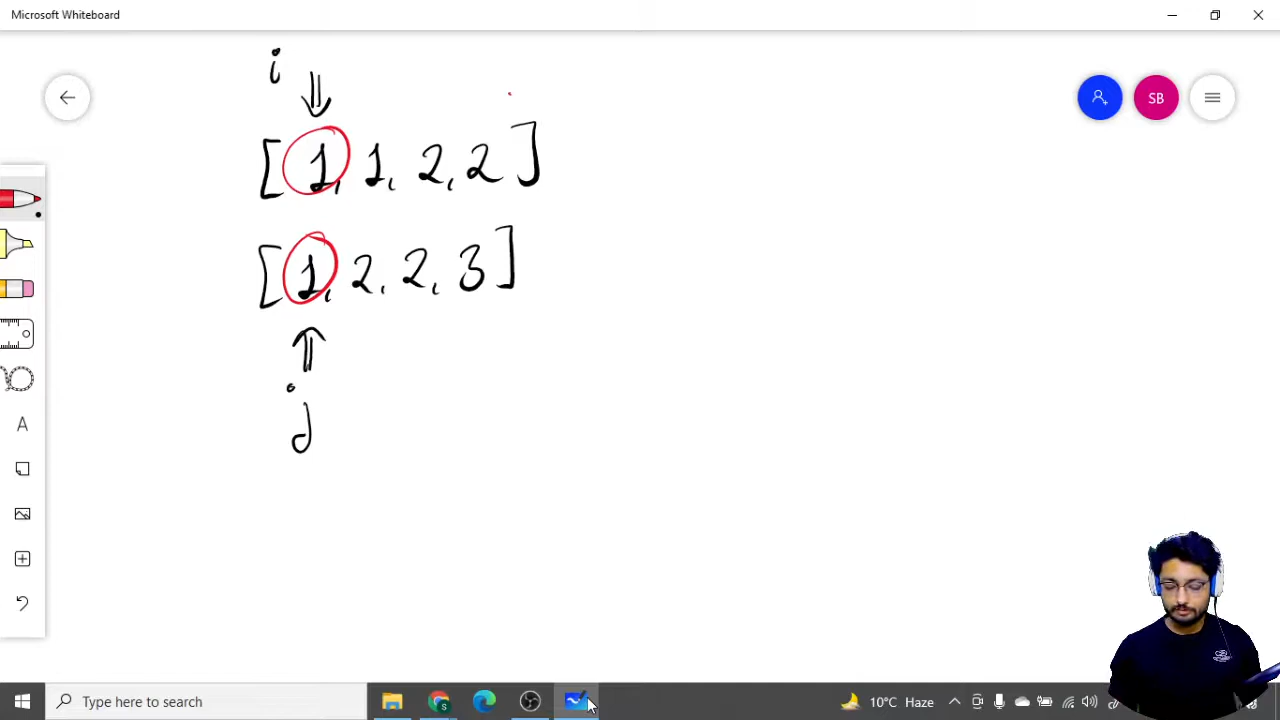 Microsoft Whiteboard
i
[1, 1, 2, 2]
SB
[1, 2, 2, 3]
j
A
Type here to search
10°C Haze